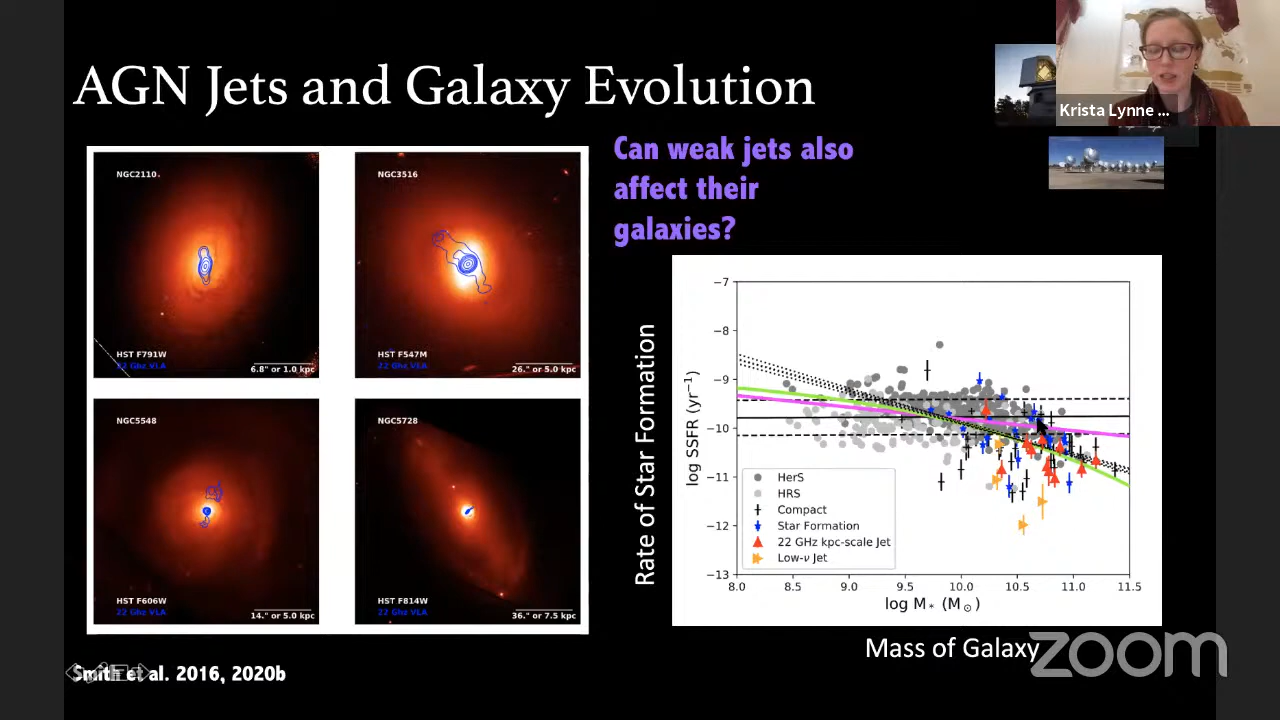 AGN Jets and Galaxy Evolution
Krista Lynne ...
Can weak jets also
affect their
galaxies?
NGC2110
HST F791W
22 Ghz VLA
6.8" or 1.0 kpc
NGC3516
HST F547M
22 Ghz VLA
26." or 5.0 kpc
NGC5548
HST F606W
22 Ghz VLA
14." or 5.0 kpc
NGC5728
HST F814W
22 Ghz VLA
36." or 7.5 kpc
Rate of Star Formation
log SSFR (yr⁻¹)
−7
−8
−9
−10
−11
−12
−13
HerS
HRS
Compact
Star Formation
22 GHz kpc-scale Jet
Low-ν Jet
8.0 8.5 9.0 9.5 10.0 10.5 11.0 11.5
log M* (M☉)
Mass of Galaxy
Smith et al. 2016, 2020b
zoom